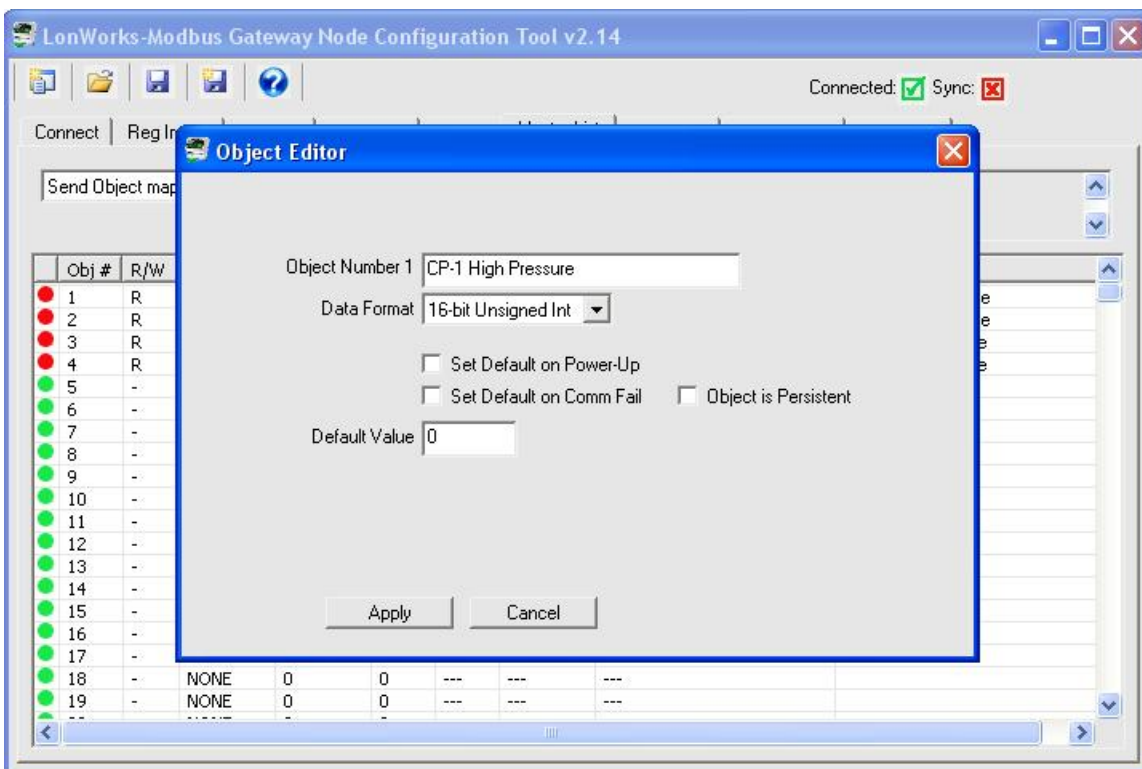 LonWorks-Modbus Gateway Node Configuration Tool v2.14
Connected: Sync:
Connect Reg In
Object Editor
Send Object map
Object Number 1 CP-1 High Pressure
Data Format 16-bit Unsigned Int
Set Default on Power-Up
Set Default on Comm Fail Object is Persistent
Default Value 0
Apply Cancel
Obj # R/W
1 R e
2 R e
3 R e
4 R e
5 -
6 -
7 -
8 -
9 -
10 -
11 -
12 -
13 -
14 -
15 -
16 -
17 -
18 - NONE 0 0 --- --- ---
19 - NONE 0 0 --- --- ---